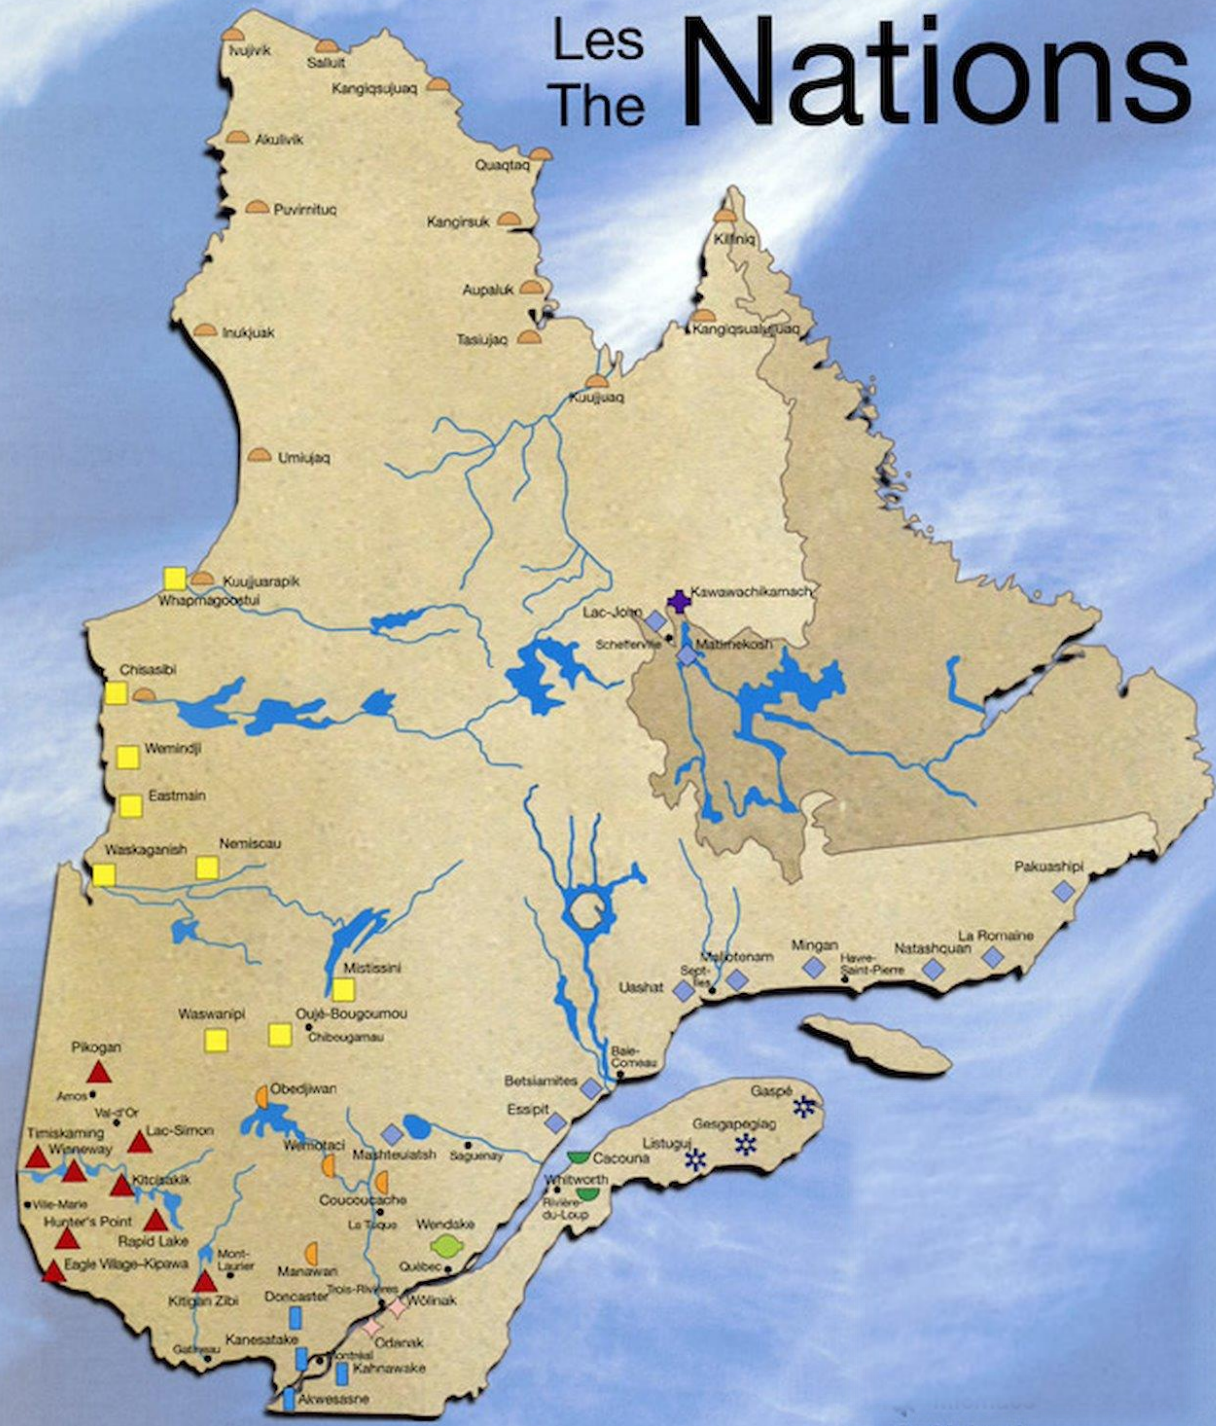 Les
The
Nations
Ivujivik
Salluit
Kangiqsujuaq
Akulivik
Quaqtaq
Puvirnituq
Kangirsuk
Killiniq
Aupaluk
Kangiqsualujjuaq
Inukjuak
Tasiujaq
Kuujjuaq
Umiujaq
Kuujjuarapik
Whapmagoostui
Kawawachikamach
Lac-John
Schefferville
Matimekosh
Chisasibi
Wemindji
Eastmain
Waskaganish
Nemiscau
Pakuashipi
La Romaine
Mingan
Natashquan
Havre-
Saint-Pierre
Maliotenam
Sept-
Îles
Uashat
Mistissini
Waswanipi
Oujé-Bougoumou
Chibougamau
Pikogan
Baie-
Comeau
Amos
Obedjiwan
Betsiamites
Gaspé
Val-d'Or
Essipit
Gesgapegiag
Timiskaming
Lac-Simon
Listuguj
Winneway
Wemotaci
Mashteuiatsh
Saguenay
Cacouna
Kitcisakik
Whitworth
Ville-Marie
Coucoucache
Rivière-
du-Loup
Hunter's Point
La Tuque
Wendake
Rapid Lake
Eagle Village–Kipawa
Mont-
Laurier
Manawan
Québec
Kitigan Zibi
Doncaster
Trois-Rivières
Wôlinak
Kanesatake
Odanak
Gatineau
Montréal
Kahnawake
Akwesasne